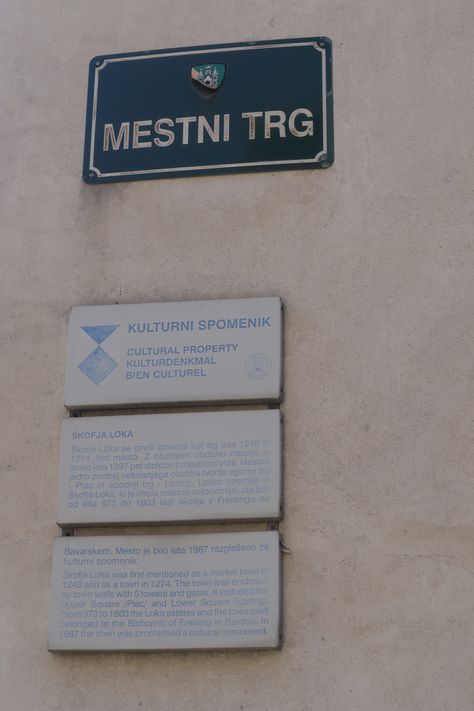 MESTNI TRG
KULTURNI SPOMENIK
CULTURAL PROPERTY
KULTURDENKMAL
BIEN CULTUREL
ŠKOFJA LOKA
Škofja Loka se prvič omenja kot trg leta 1248 in
1274. kot mesto. Z obzidjem obdano naselje je
imelo leta 1397 pet stolpov z mestnimi vrati. Mestno
jedro znotraj nekdanjega obzidja tvorita zgornji trg
- Plac in spodnji trg - Lontrg. Loško ozemlje in
Škofja Loka, ki je imela mestno avtonomijo, sta bila
od leta 973 do 1803 last škofije v Freisingu na
Bavarskem. Mesto je bilo leta 1987 razglašeno za
kulturni spomenik.
Škofja Loka was first mentioned as a market town in
1248 and as a town in 1274. The town was enclosed
by town walls with 5 towers and gates. It included the
Upper Square /Plac/ and Lower Square /Lontrg/.
From 973 to 1803 the Loka estates and the town itself
belonged to the Bishopric of Freising in Bavaria. In
1987 the town was proclaimed a cultural monument.